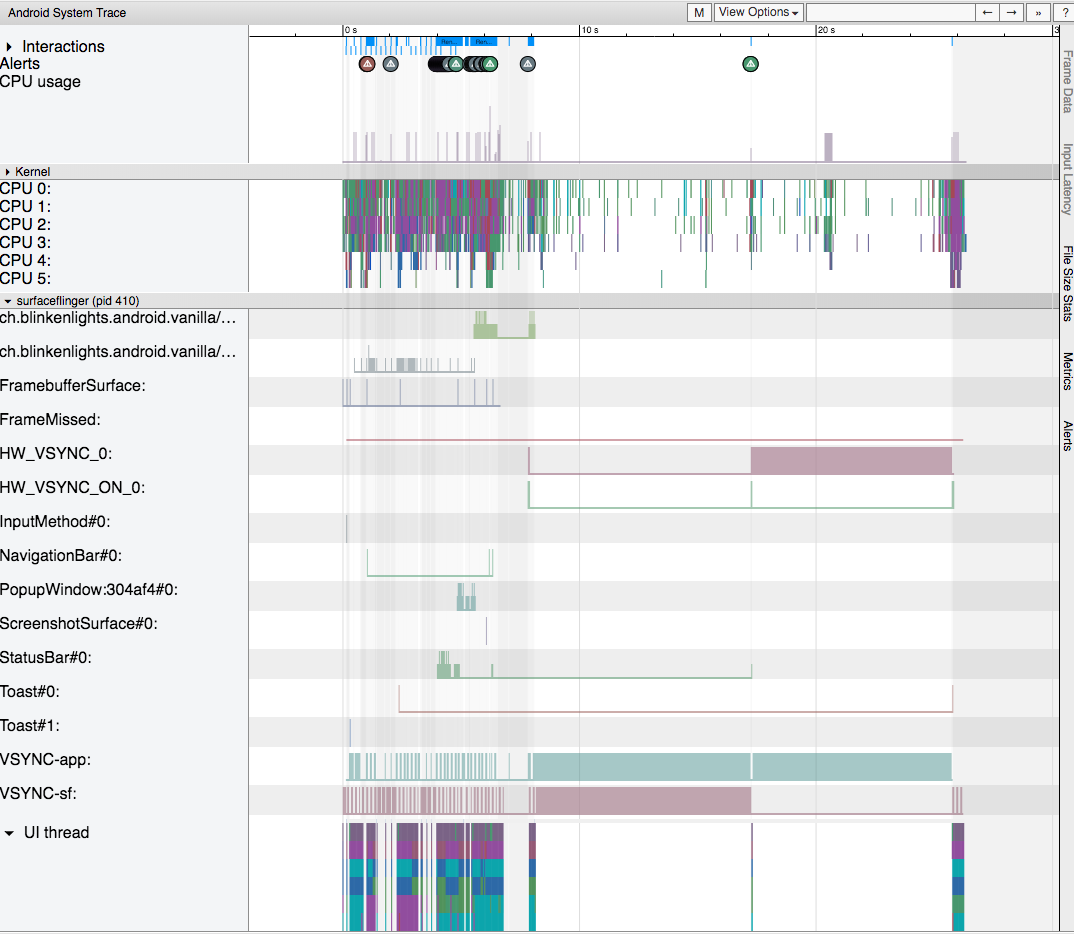 Android System Trace
M
View Options
← → » ?
0 s
10 s
20 s
3
Interactions
Alerts
CPU usage
Kernel
CPU 0:
CPU 1:
CPU 2:
CPU 3:
CPU 4:
CPU 5:
surfaceflinger (pid 410)
ch.blinkenlights.android.vanilla/…
ch.blinkenlights.android.vanilla/…
FramebufferSurface:
FrameMissed:
HW_VSYNC_0:
HW_VSYNC_ON_0:
InputMethod#0:
NavigationBar#0:
PopupWindow:304af4#0:
ScreenshotSurface#0:
StatusBar#0:
Toast#0:
Toast#1:
VSYNC-app:
VSYNC-sf:
UI thread
Frame Data
Input Latency
File Size Stats
Metrics
Alerts